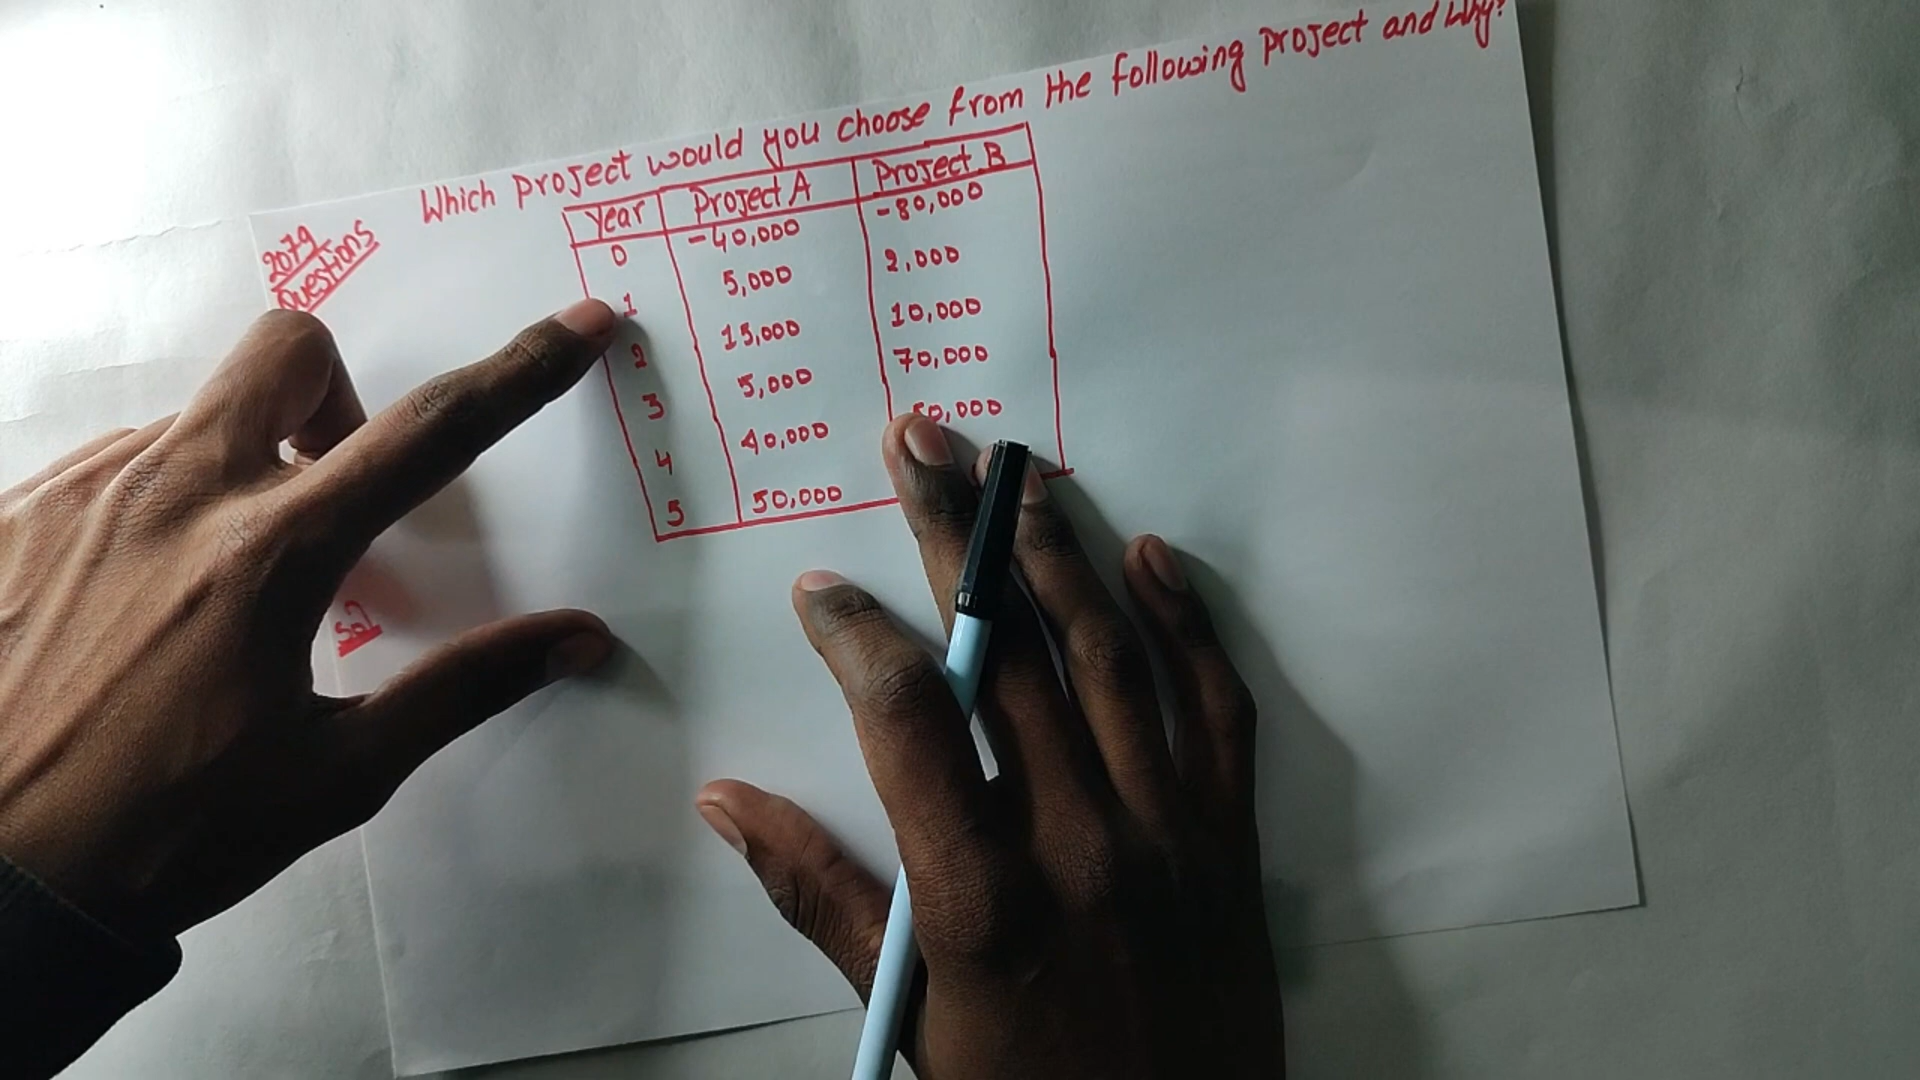 Which project would you choose from the following project and Why?
2079
Questions
Year Project A Project B
0 -40,000 -80,000
1 5,000 2,000
2 15,000 10,000
3 5,000 70,000
4 40,000
5 50,000
Sol